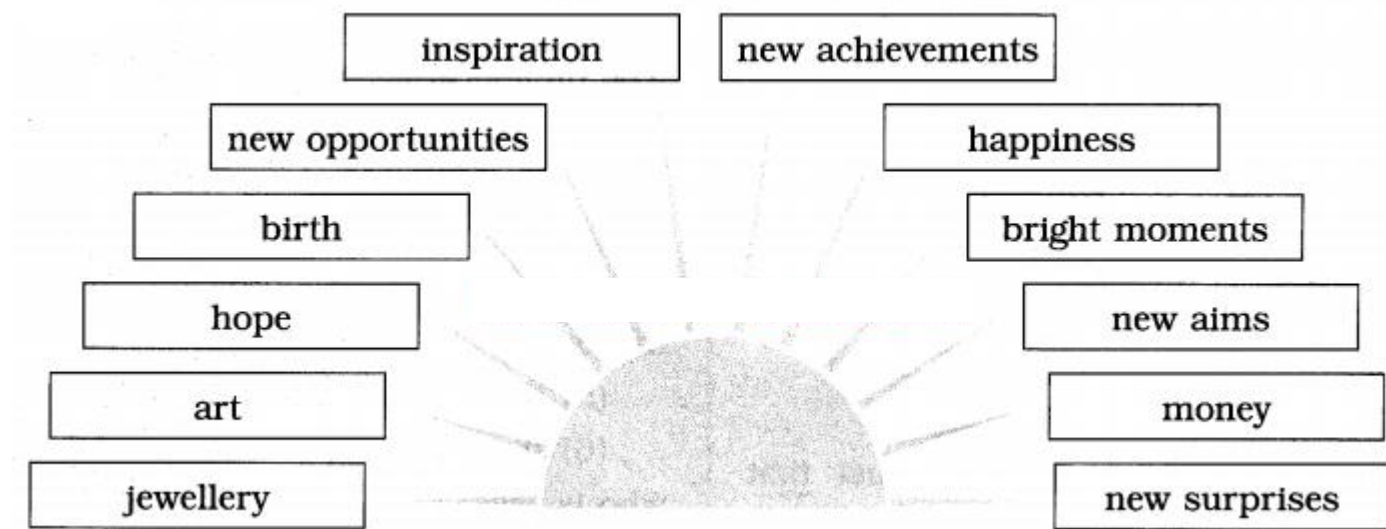 inspiration
new achievements
new opportunities
happiness
birth
bright moments
hope
new aims
art
money
jewellery
new surprises